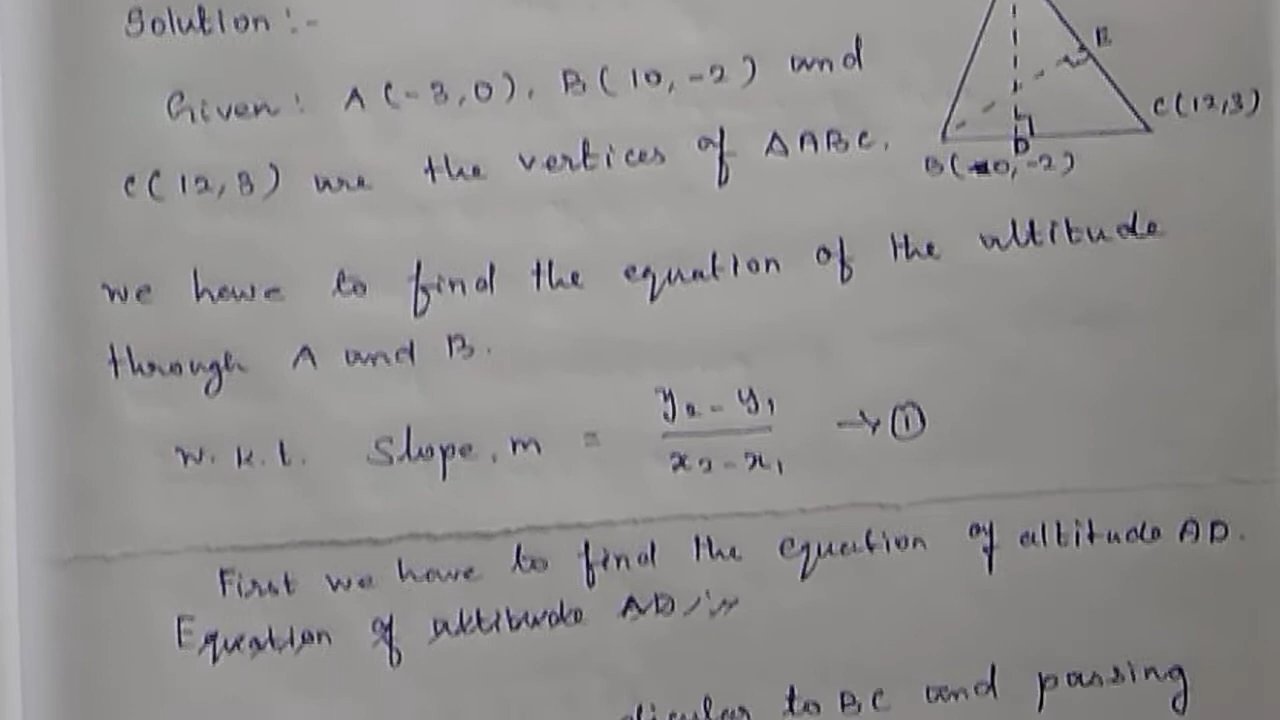 Solution :-
Given: A(-3,0), B(10,-2) and
C(12,3) are the vertices of ΔABC.
E
C(12,3)
D
B(10,-2)
we have to find the equation of the altitude
through A and B.
W.K.t. Slope, m = y₂ - y₁ / x₂ - x₁ → ①
First we have to find the equation of altitude AD.
Equation of altitude AD is
to BC and passing